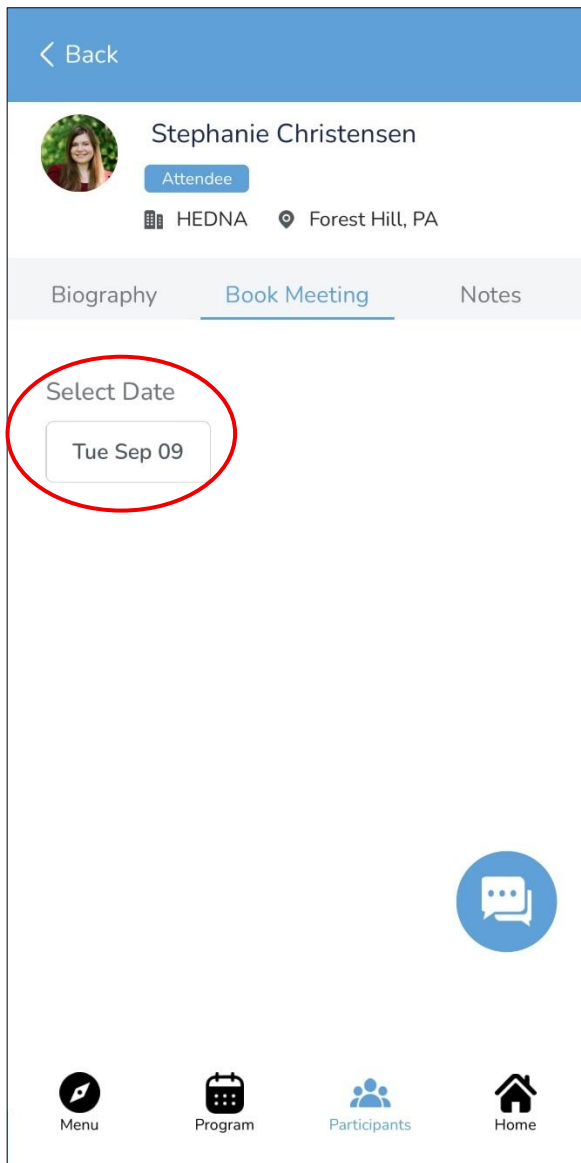 Back
Stephanie Christensen
Attendee
HEDNA Forest Hill, PA
Biography Book Meeting Notes
Select Date
Tue Sep 09
Menu Program Participants Home